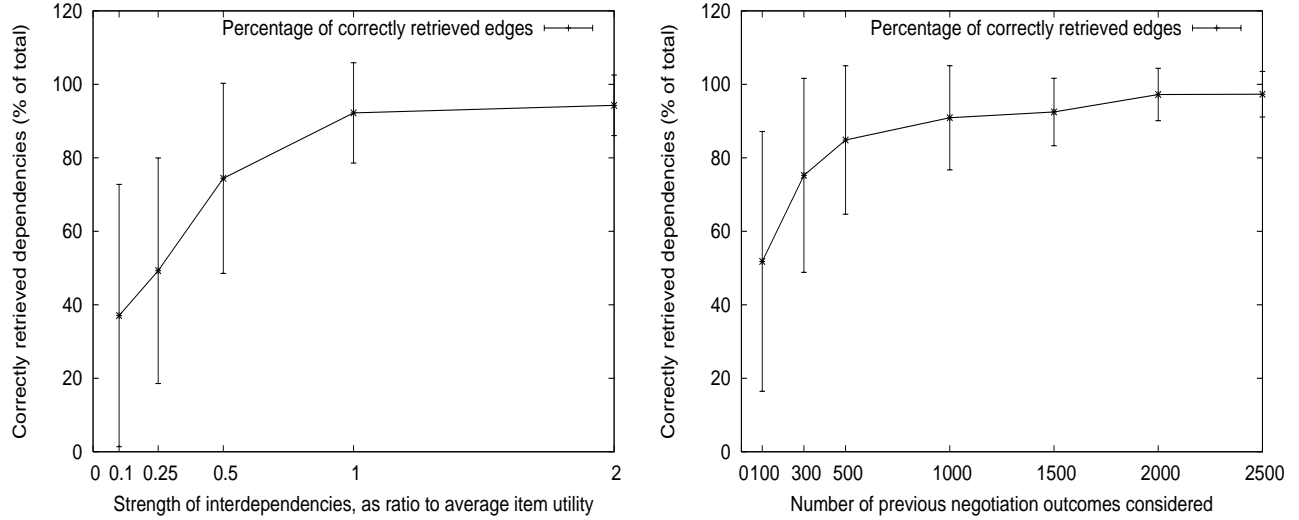 Correctly retrieved dependencies (% of total)
120
100
80
60
40
20
0
Percentage of correctly retrieved edges
0 0.1 0.25 0.5 1 2
Strength of interdependencies, as ratio to average item utility
Correctly retrieved dependencies (% of total)
120
100
80
60
40
20
0
Percentage of correctly retrieved edges
0 100 300 500 1000 1500 2000 2500
Number of previous negotiation outcomes considered